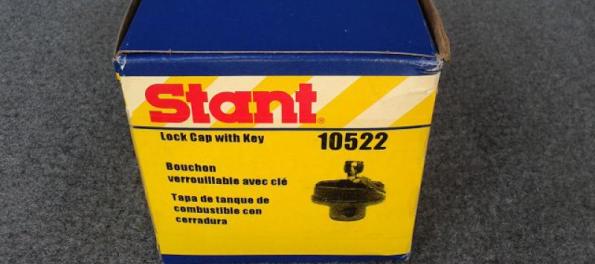 Stant®
Lock Cap with Key 10522
Bouchon
verrouillable avec clé
Tapa de tanque de
combustible con
cerradura